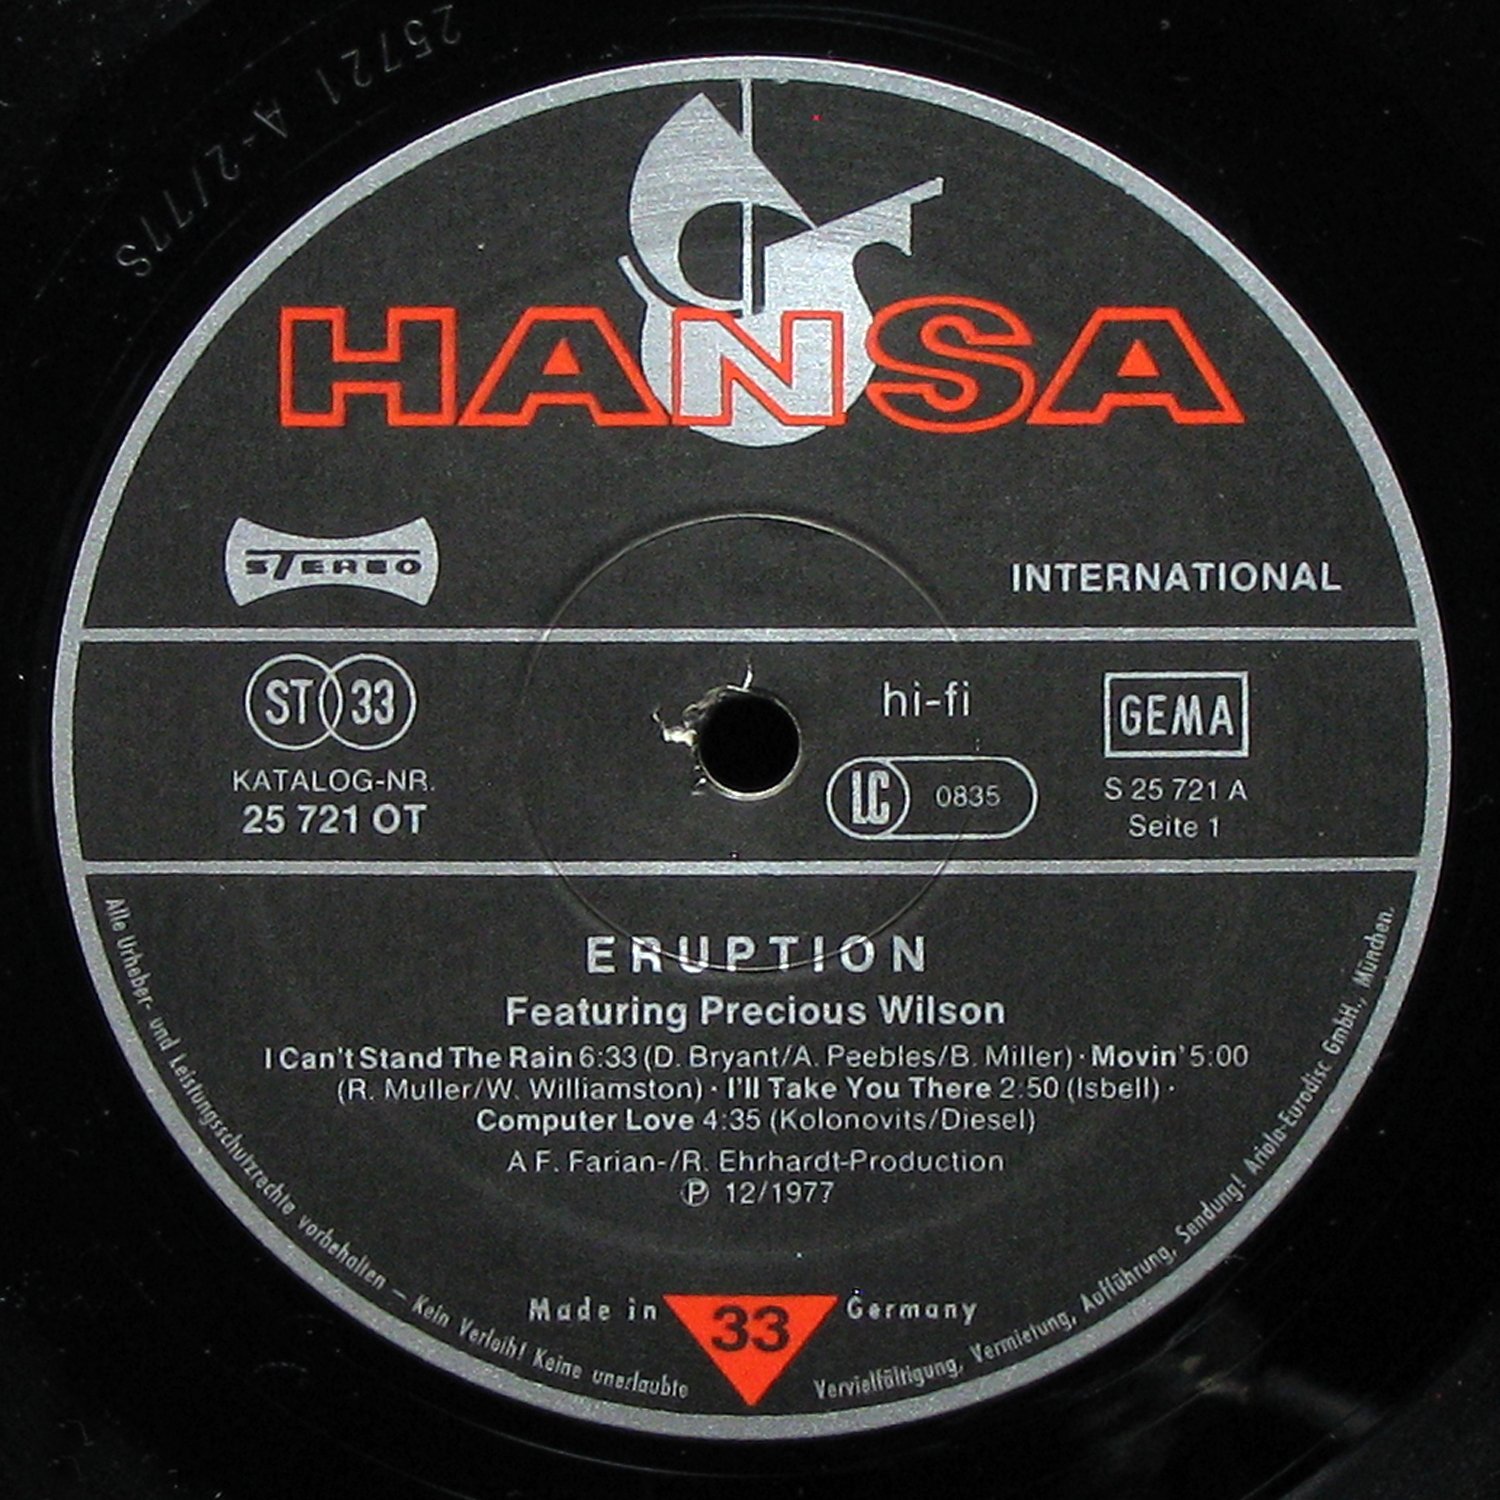 25721 A-2/77S
HANSA
STEREO
INTERNATIONAL
ST 33
KATALOG-NR.
25 721 OT
hi-fi
LC 0835
GEMA
S 25 721 A
Seite 1
ERUPTION
Featuring Precious Wilson
I Can't Stand The Rain 6:33 (D. Bryant/A. Peebles/B. Miller) · Movin' 5:00
(R. Muller/W. Williamston) · I'll Take You There 2.50 (Isbell) ·
Computer Love 4:35 (Kolonovits/Diesel)
A F. Farian-/R. Ehrhardt-Production
Ⓟ 12/1977
Made in 33 Germany
Alle Urheber- und Leistungsschutzrechte vorbehalten – Kein Verleih! Keine unerlaubte Vervielfältigung, Vermietung, Aufführung, Sendung! Ariola-Eurodisc GmbH., München.